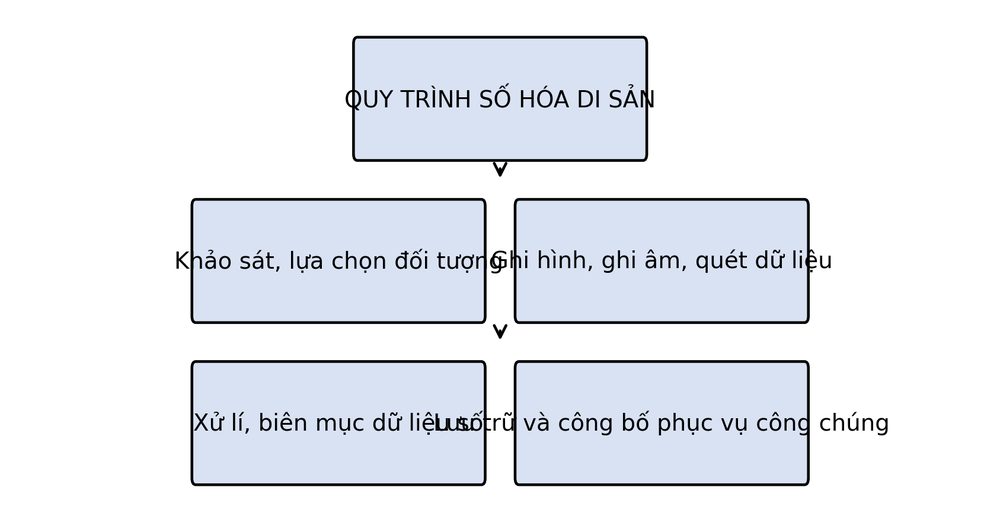 QUY TRÌNH SỐ HÓA DI SẢN
Khảo sát, lựa chọn đối tượng
Ghi hình, ghi âm, quét dữ liệu
Xử lí, biên mục dữ liệu số
Lưu trữ và công bố phục vụ công chúng